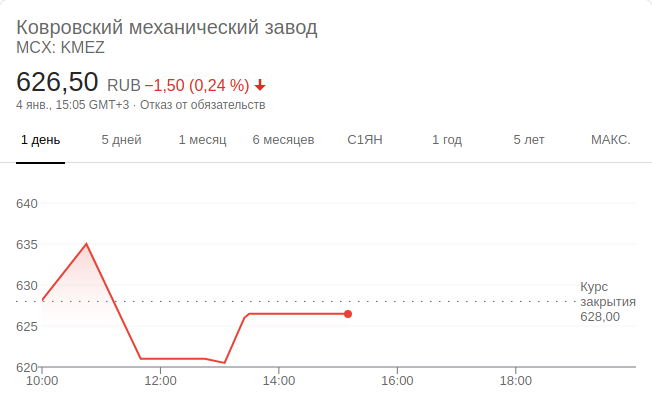 Ковровский механический завод
MCX: KMEZ
626,50 RUB −1,50 (0,24 %)
4 янв., 15:05 GMT+3 · Отказ от обязательств
1 день 5 дней 1 месяц 6 месяцев С1ЯН 1 год 5 лет МАКС.
640
635
630
625
620
Курс
закрытия
628,00
10:00 12:00 14:00 16:00 18:00